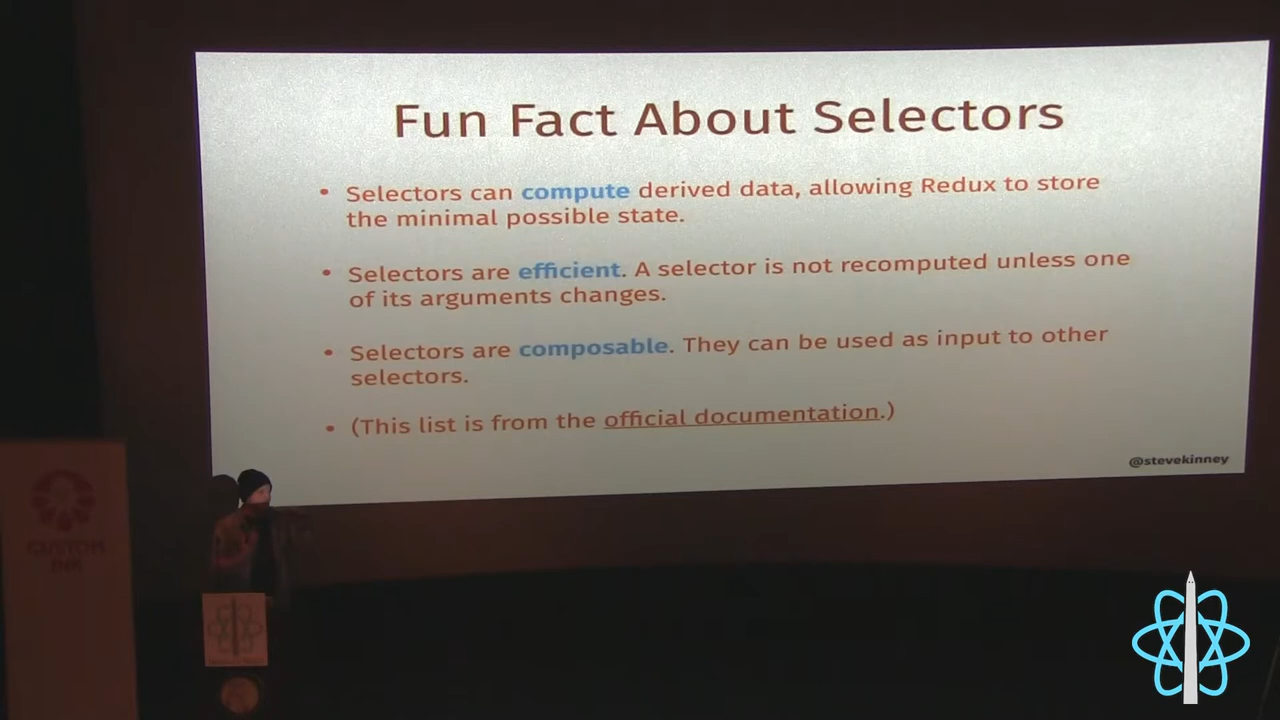 Fun Fact About Selectors
• Selectors can compute derived data, allowing Redux to store
the minimal possible state.
• Selectors are efficient. A selector is not recomputed unless one
of its arguments changes.
• Selectors are composable. They can be used as input to other
selectors.
• (This list is from the official documentation.)
@stevekinney
CUSTOM
INK